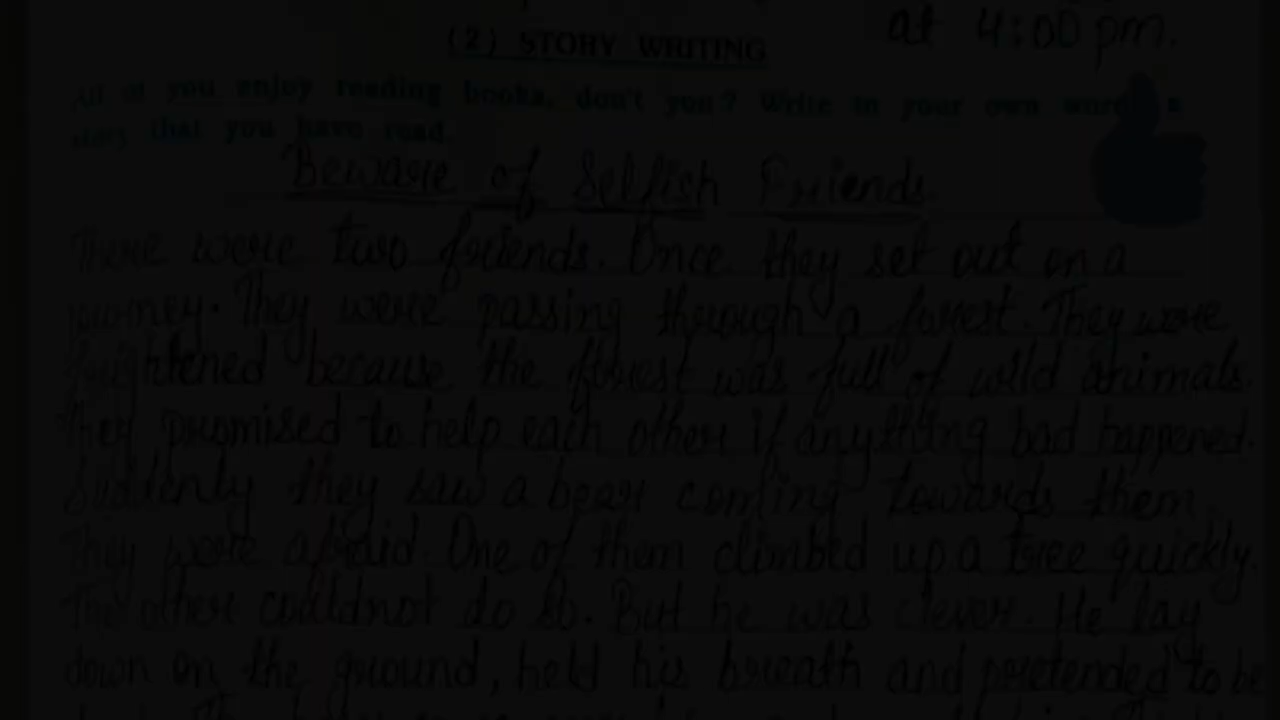 at 4:00 pm.
(2) STORY WRITING
All of you enjoy reading books, don't you? Write in your own words a
story that you have read.
Beware of Selfish Friends.
There were two friends. Once they set out on a
journey. They were passing through a forest. They were
frightened because the forest was full of wild animals.
They promised to help each other if anything bad happened.
Suddenly they saw a bear coming towards them.
They were afraid. One of them climbed up a tree quickly.
The other could not do so. But he was clever. He lay
down on the ground, held his breath and pretended to be